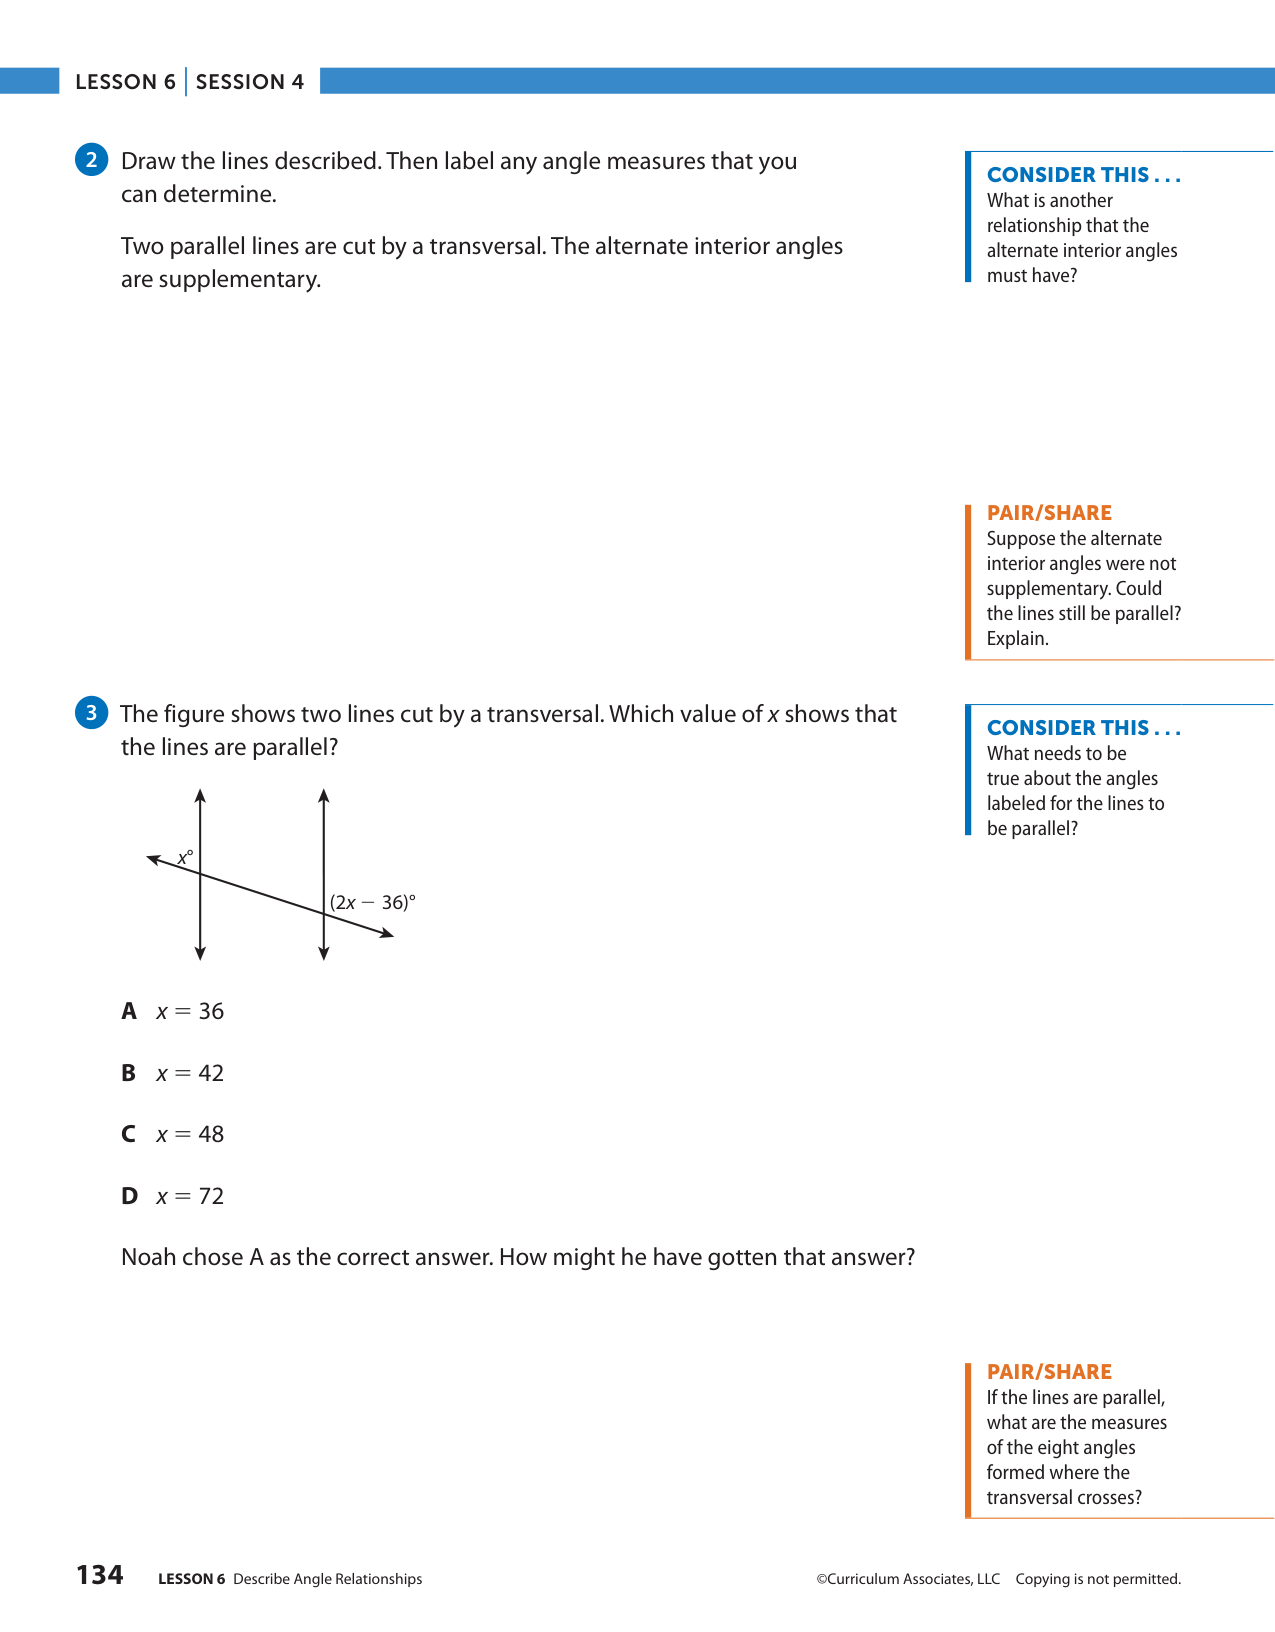 LESSON 6 | SESSION 4
2 Draw the lines described. Then label any angle measures that you
can determine.
Two parallel lines are cut by a transversal. The alternate interior angles
are supplementary.
CONSIDER THIS . . .
What is another
relationship that the
alternate interior angles
must have?
PAIR/SHARE
Suppose the alternate
interior angles were not
supplementary. Could
the lines still be parallel?
Explain.
3 The figure shows two lines cut by a transversal. Which value of x shows that
the lines are parallel?
CONSIDER THIS . . .
What needs to be
true about the angles
labeled for the lines to
be parallel?
x°
(2x − 36)°
A x = 36
B x = 42
C x = 48
D x = 72
Noah chose A as the correct answer. How might he have gotten that answer?
PAIR/SHARE
If the lines are parallel,
what are the measures
of the eight angles
formed where the
transversal crosses?
134 LESSON 6 Describe Angle Relationships ©Curriculum Associates, LLC Copying is not permitted.